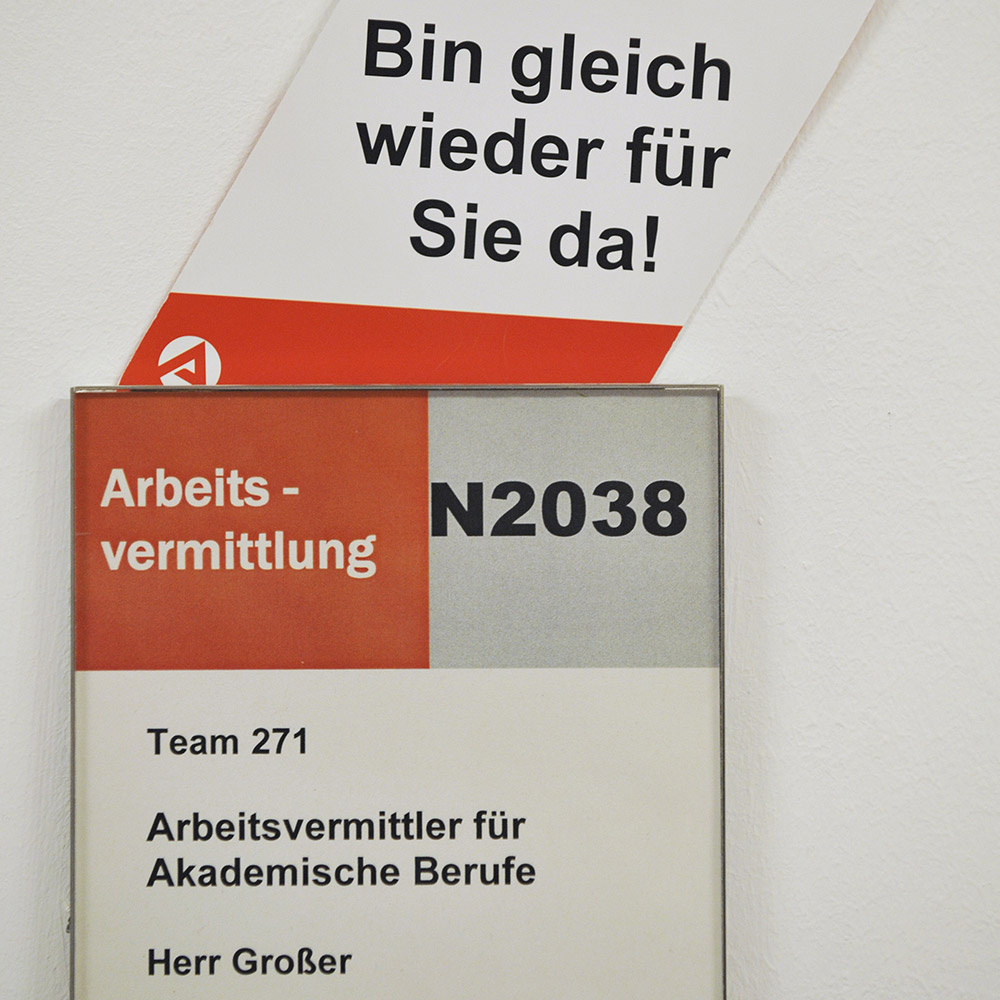 Bin gleich
wieder für
Sie da!
Arbeits -
vermittlung
N2038
Team 271
Arbeitsvermittler für
Akademische Berufe
Herr Großer